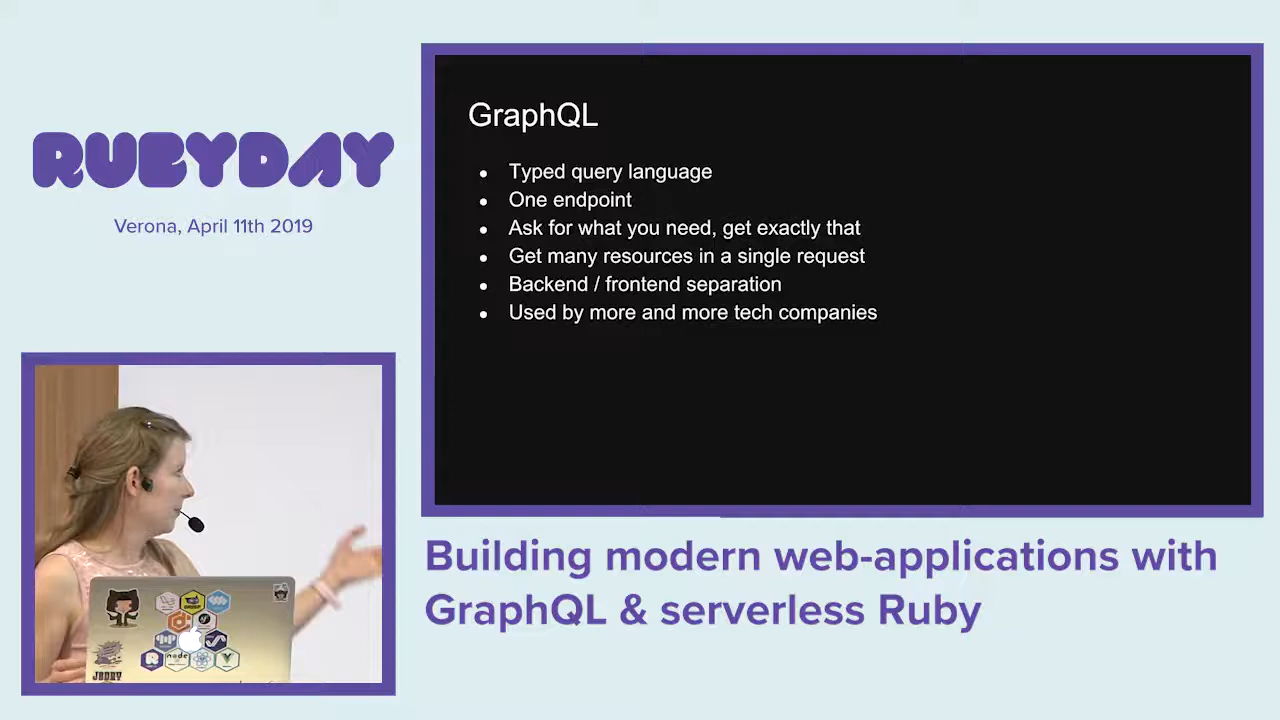 RUBYDAY
Verona, April 11th 2019
GraphQL
● Typed query language
● One endpoint
● Ask for what you need, get exactly that
● Get many resources in a single request
● Backend / frontend separation
● Used by more and more tech companies
Building modern web-applications with
GraphQL & serverless Ruby
node